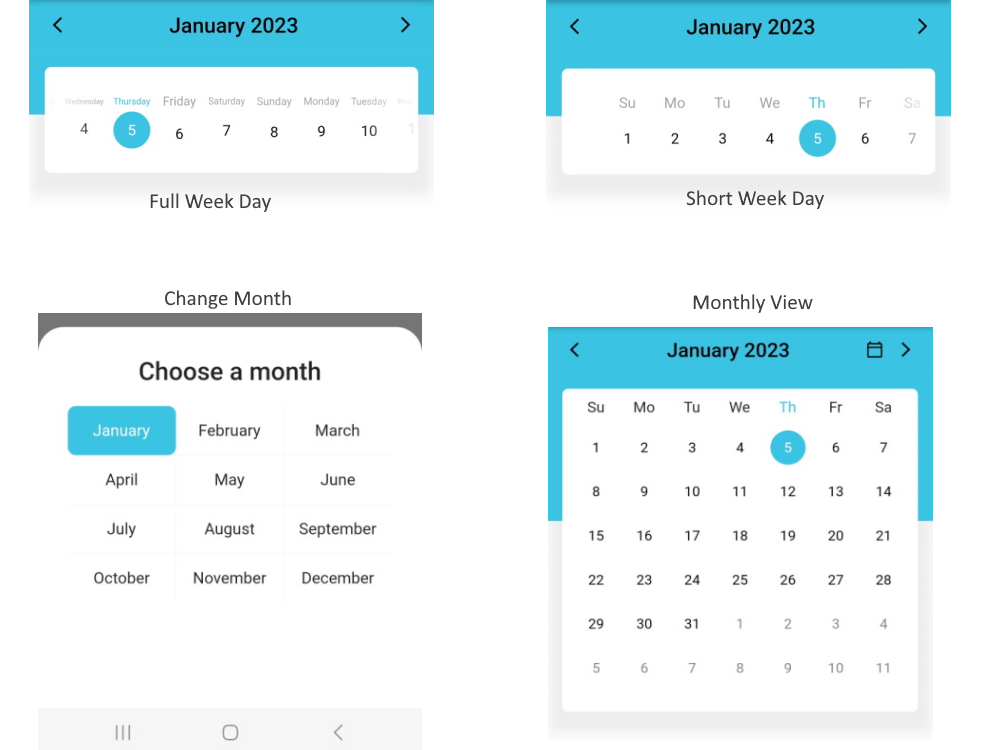 January 2023
Wednesday Thursday Friday Saturday Sunday Monday Tuesday
4 5 6 7 8 9 10
Full Week Day
January 2023
Su Mo Tu We Th Fr Sa
1 2 3 4 5 6 7
Short Week Day
Change Month
Choose a month
January February March
April May June
July August September
October November December
Monthly View
January 2023
Su Mo Tu We Th Fr Sa
1 2 3 4 5 6 7
8 9 10 11 12 13 14
15 16 17 18 19 20 21
22 23 24 25 26 27 28
29 30 31 1 2 3 4
5 6 7 8 9 10 11